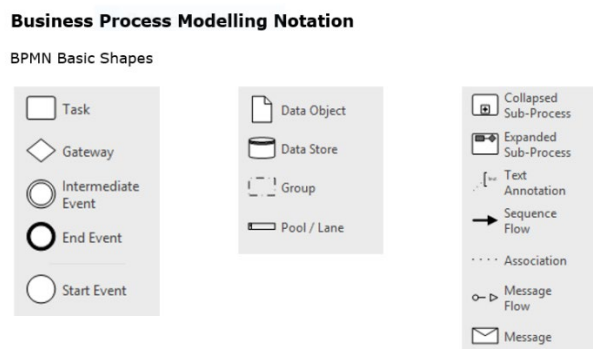 Business Process Modelling Notation
BPMN Basic Shapes
Task
Gateway
Intermediate
Event
End Event
Start Event
Data Object
Data Store
Group
Pool / Lane
Collapsed
Sub-Process
Expanded
Sub-Process
Text
Annotation
Sequence
Flow
Association
Message
Flow
Message